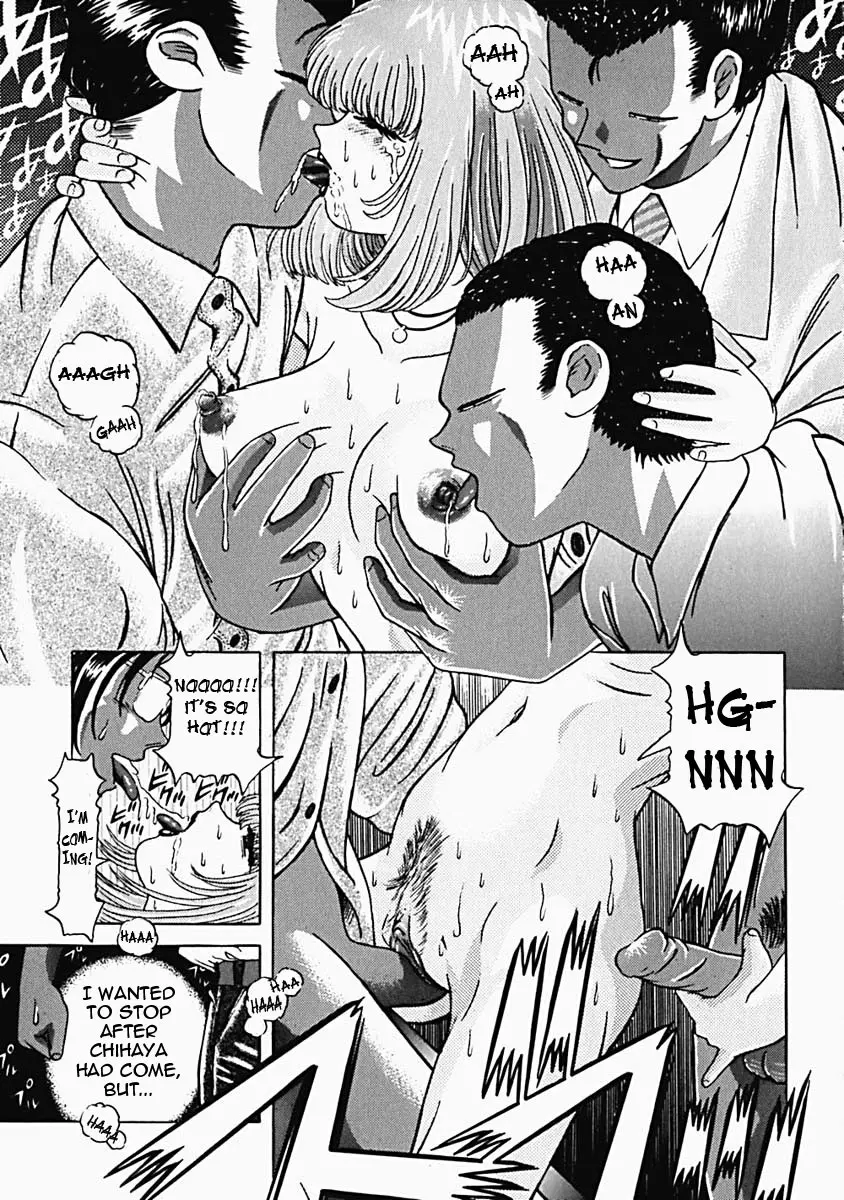 AAH
AH
HAA
AN
AAAGH
GAAH
HG-
NNN
NAAAA!!!
IT'S SO
HOT!!!
I'M
COM-
ING!
HAAA
HAA
HAAA
I WANTED
TO STOP
AFTER
CHIHAYA
HAD COME,
BUT...
HAAA